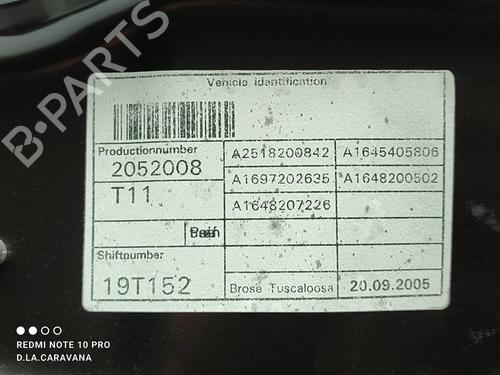 B-PARTS
Vehicle Identification
Productionnumber
2052008
T11
A2518200842 A1645405806
A1697202635 A1648200502
A1648207226
Shiftnumber
19T152
Brose Tuscaloosa 20.09.2005
REDMI NOTE 10 PRO
D.L.A.CARAVANA